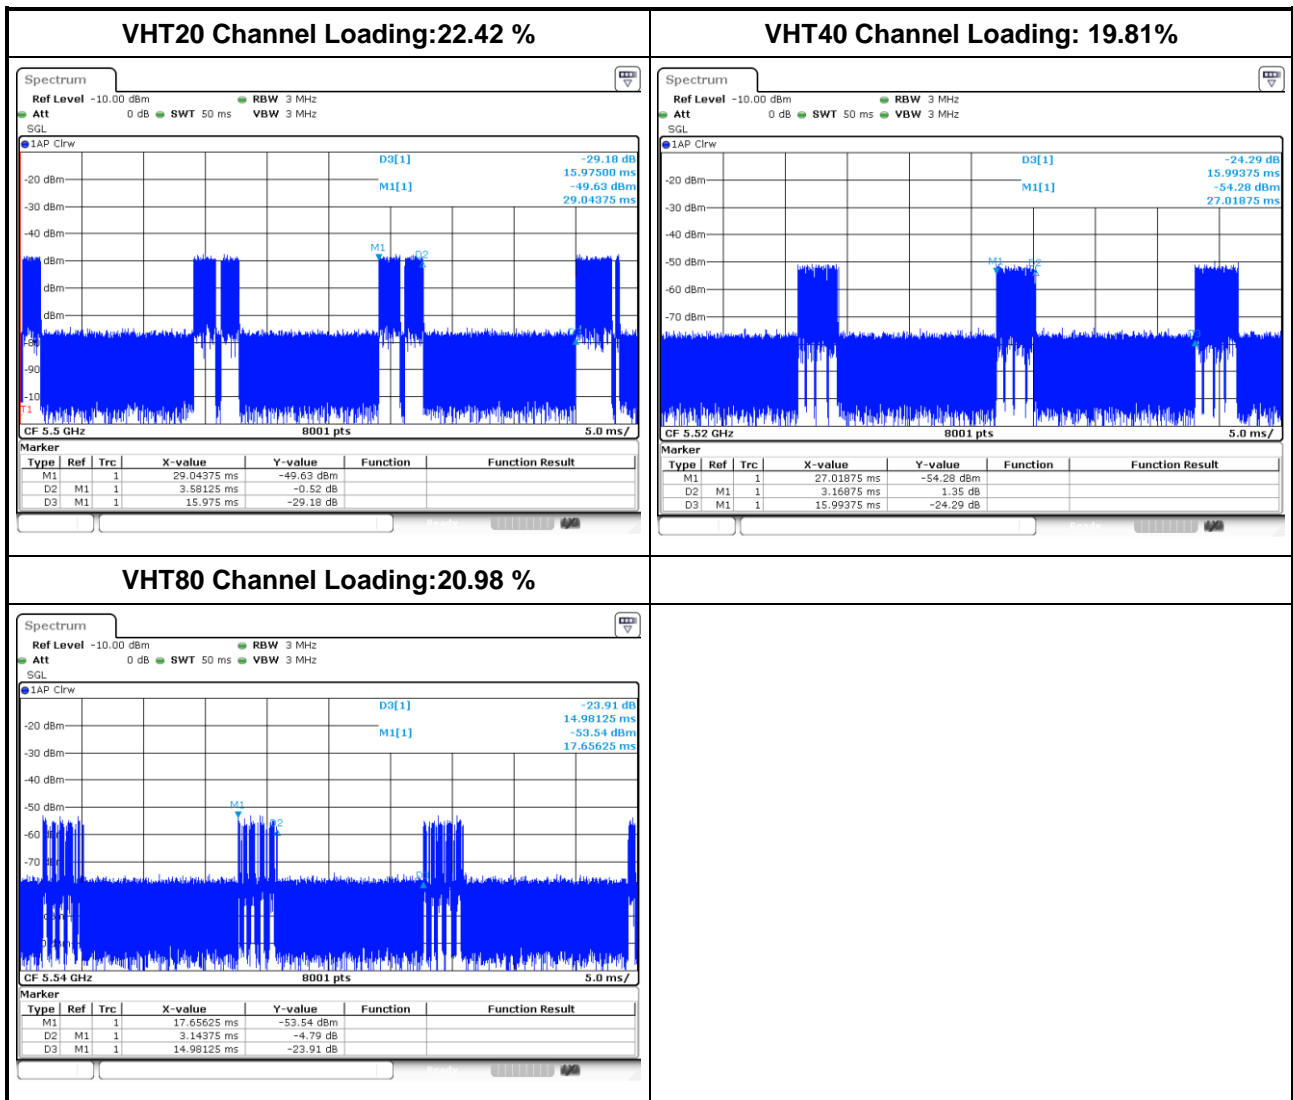 VHT20 Channel Loading:22.42 %
VHT40 Channel Loading: 19.81%
Spectrum
Ref Level -10.00 dBm RBW 3 MHz
Att 0 dB SWT 50 ms VBW 3 MHz
SGL
1AP Clrw
D3[1] -29.18 dB
15.97500 ms
M1[1] -49.63 dBm
29.04375 ms
-20 dBm
-30 dBm
-40 dBm
M1
D2
dBm
dBm
dBm
-80
-90
-10
T1
CF 5.5 GHz 8001 pts 5.0 ms/
Marker
Type Ref Trc X-value Y-value Function Function Result
M1 1 29.04375 ms -49.63 dBm
D2 M1 1 3.58125 ms -0.52 dB
D3 M1 1 15.975 ms -29.18 dB
Ready
Spectrum
Ref Level -10.00 dBm RBW 3 MHz
Att 0 dB SWT 50 ms VBW 3 MHz
SGL
1AP Clrw
D3[1] -24.29 dB
15.99375 ms
M1[1] -54.28 dBm
27.01875 ms
-20 dBm
-30 dBm
-40 dBm
-50 dBm
M1
D2
-60 dBm
-70 dBm
D3
CF 5.52 GHz 8001 pts 5.0 ms/
Marker
Type Ref Trc X-value Y-value Function Function Result
M1 1 27.01875 ms -54.28 dBm
D2 M1 1 3.16875 ms 1.35 dB
D3 M1 1 15.99375 ms -24.29 dB
Ready
VHT80 Channel Loading:20.98 %
Spectrum
Ref Level -10.00 dBm RBW 3 MHz
Att 0 dB SWT 50 ms VBW 3 MHz
SGL
1AP Clrw
D3[1] -23.91 dB
14.98125 ms
M1[1] -53.54 dBm
17.65625 ms
-20 dBm
-30 dBm
-40 dBm
-50 dBm
M1
D2
-60
-70
CF 5.54 GHz 8001 pts 5.0 ms/
Marker
Type Ref Trc X-value Y-value Function Function Result
M1 1 17.65625 ms -53.54 dBm
D2 M1 1 3.14375 ms -4.79 dB
D3 M1 1 14.98125 ms -23.91 dB
Ready